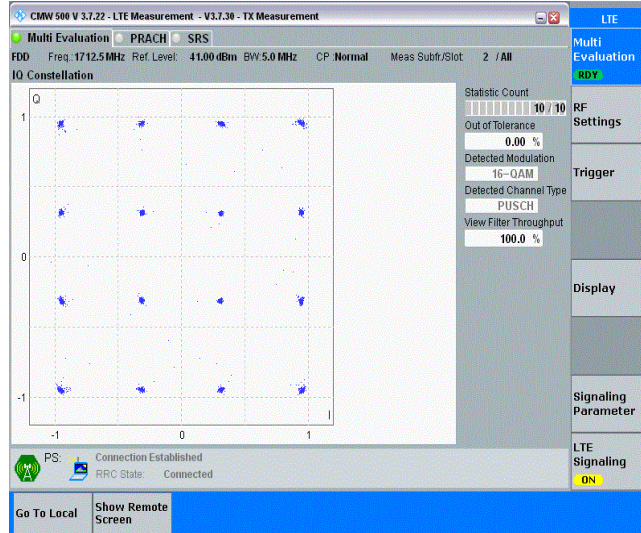 CMW 500 V 3.7.22 - LTE Measurement - V3.7.30 - TX Measurement
LTE
Multi Evaluation PRACH SRS
FDD Freq.:1712.5 MHz Ref. Level: 41.00 dBm BW:5.0 MHz CP :Normal Meas Subfr/Slot: 2 / All
IQ Constellation
Q
1
0
-1
-1 0 1
I
Statistic Count
10 / 10
Out of Tolerance
0.00 %
Detected Modulation
16-QAM
Detected Channel Type
PUSCH
View Filter Throughput
100.0 %
PS: Connection Established
RRC State: Connected
Multi
Evaluation
RDY
RF
Settings
Trigger
Display
Signaling
Parameter
LTE
Signaling
ON
Go To Local
Show Remote
Screen